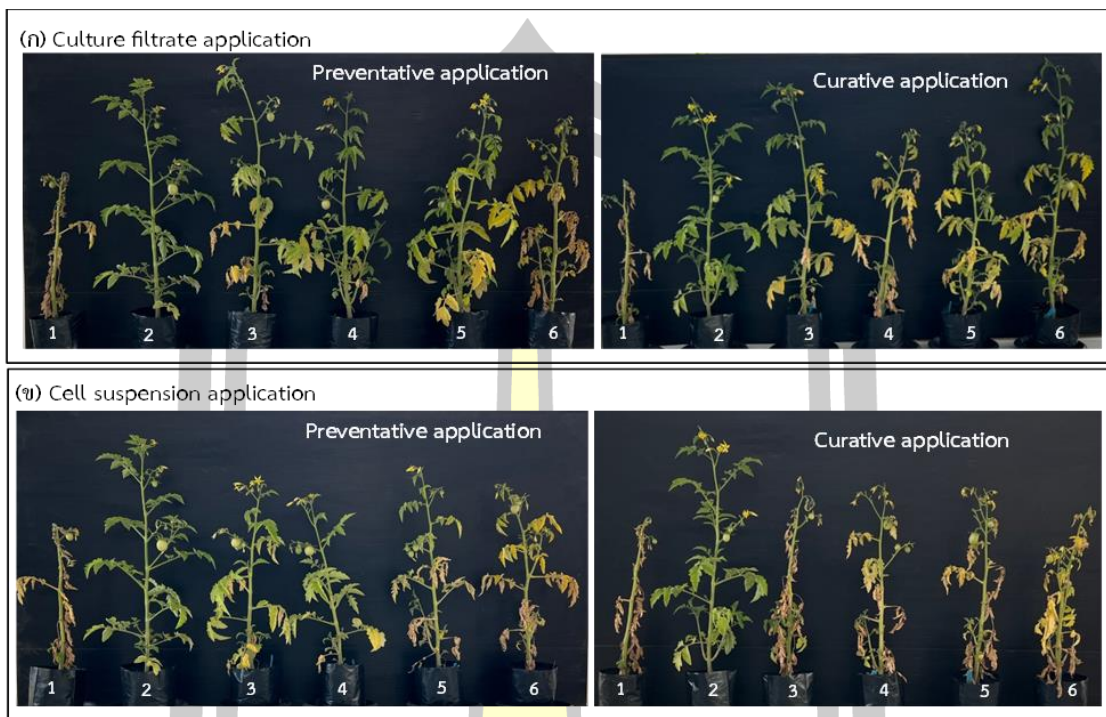 (ก) Culture filtrate application
Preventative application
1 2 3 4 5 6
Curative application
1 2 3 4 5 6
(ข) Cell suspension application
Preventative application
1 2 3 4 5 6
Curative application
1 2 3 4 5 6